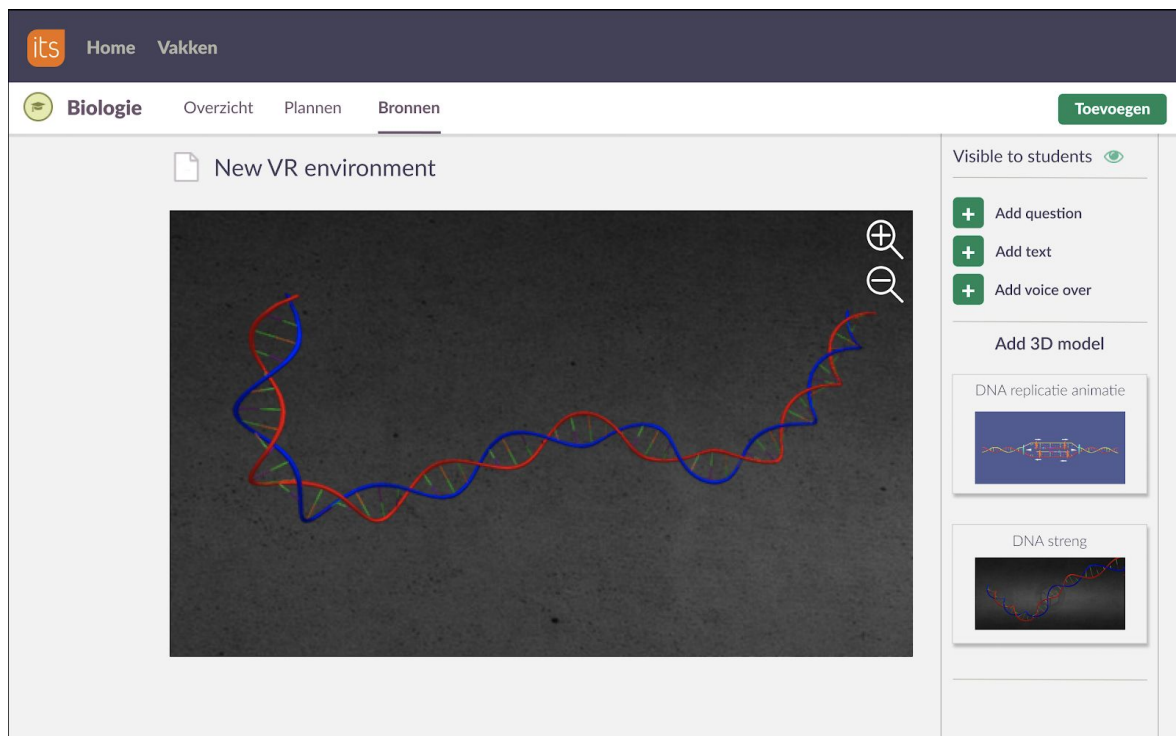 its Home Vakken
Biologie Overzicht Plannen Bronnen Toevoegen
New VR environment
Visible to students
+ Add question
+ Add text
+ Add voice over
Add 3D model
DNA replicatie animatie
DNA streng